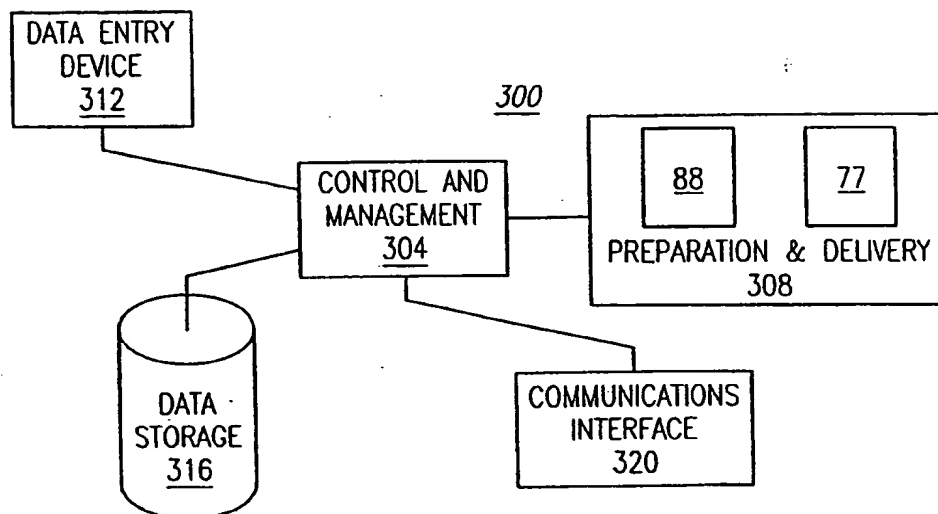 DATA ENTRY
DEVICE
312
300
CONTROL AND
MANAGEMENT
304
88
77
PREPARATION & DELIVERY
308
DATA
STORAGE
316
COMMUNICATIONS
INTERFACE
320